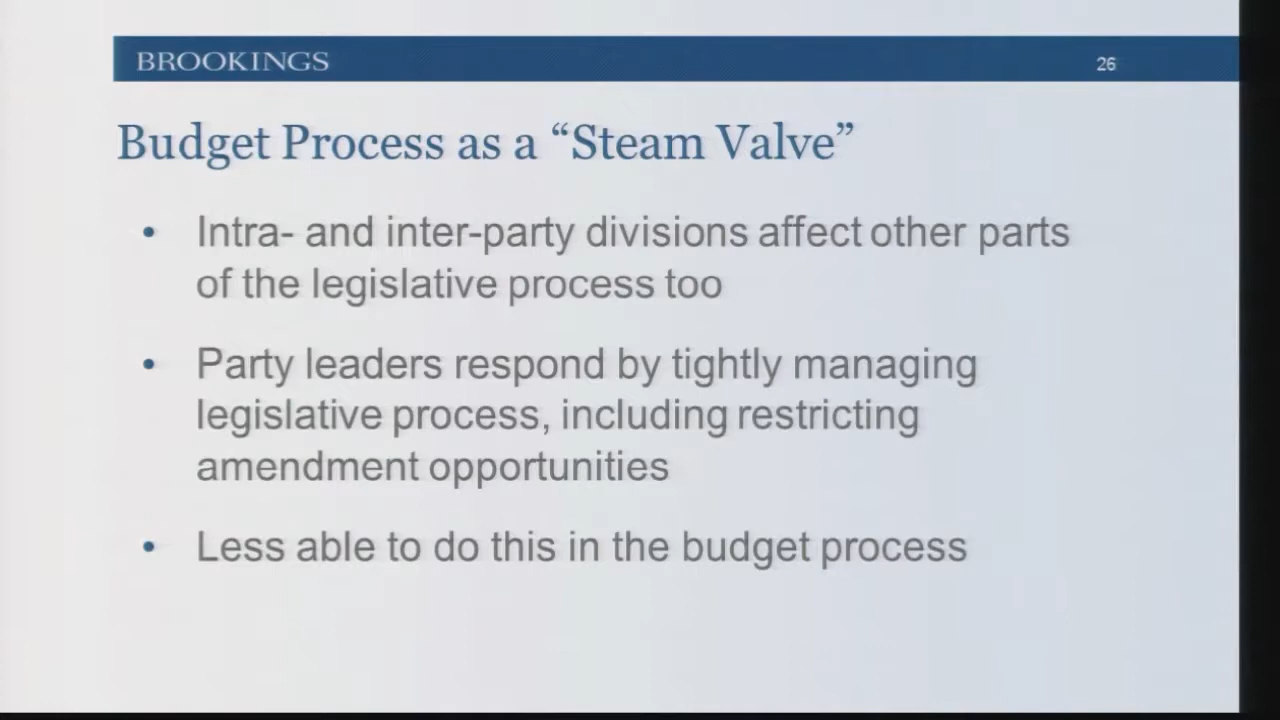 BROOKINGS
26
Budget Process as a “Steam Valve”
• Intra- and inter-party divisions affect other parts
of the legislative process too
• Party leaders respond by tightly managing
legislative process, including restricting
amendment opportunities
• Less able to do this in the budget process